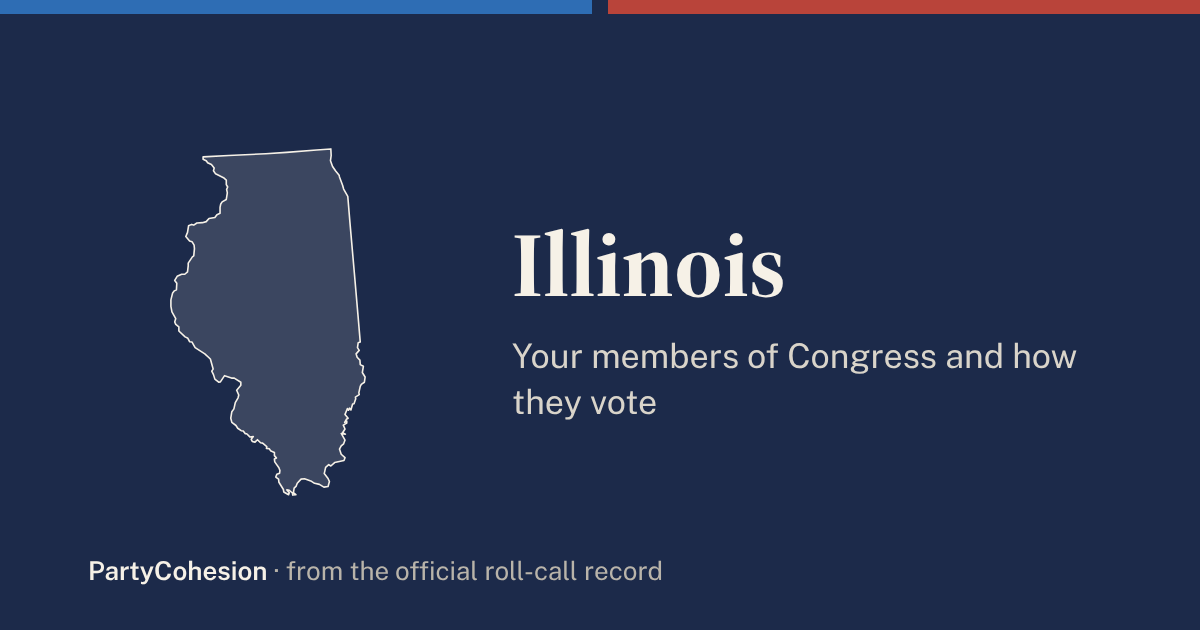 Illinois
Your members of Congress and how
they vote
PartyCohesion · from the official roll-call record